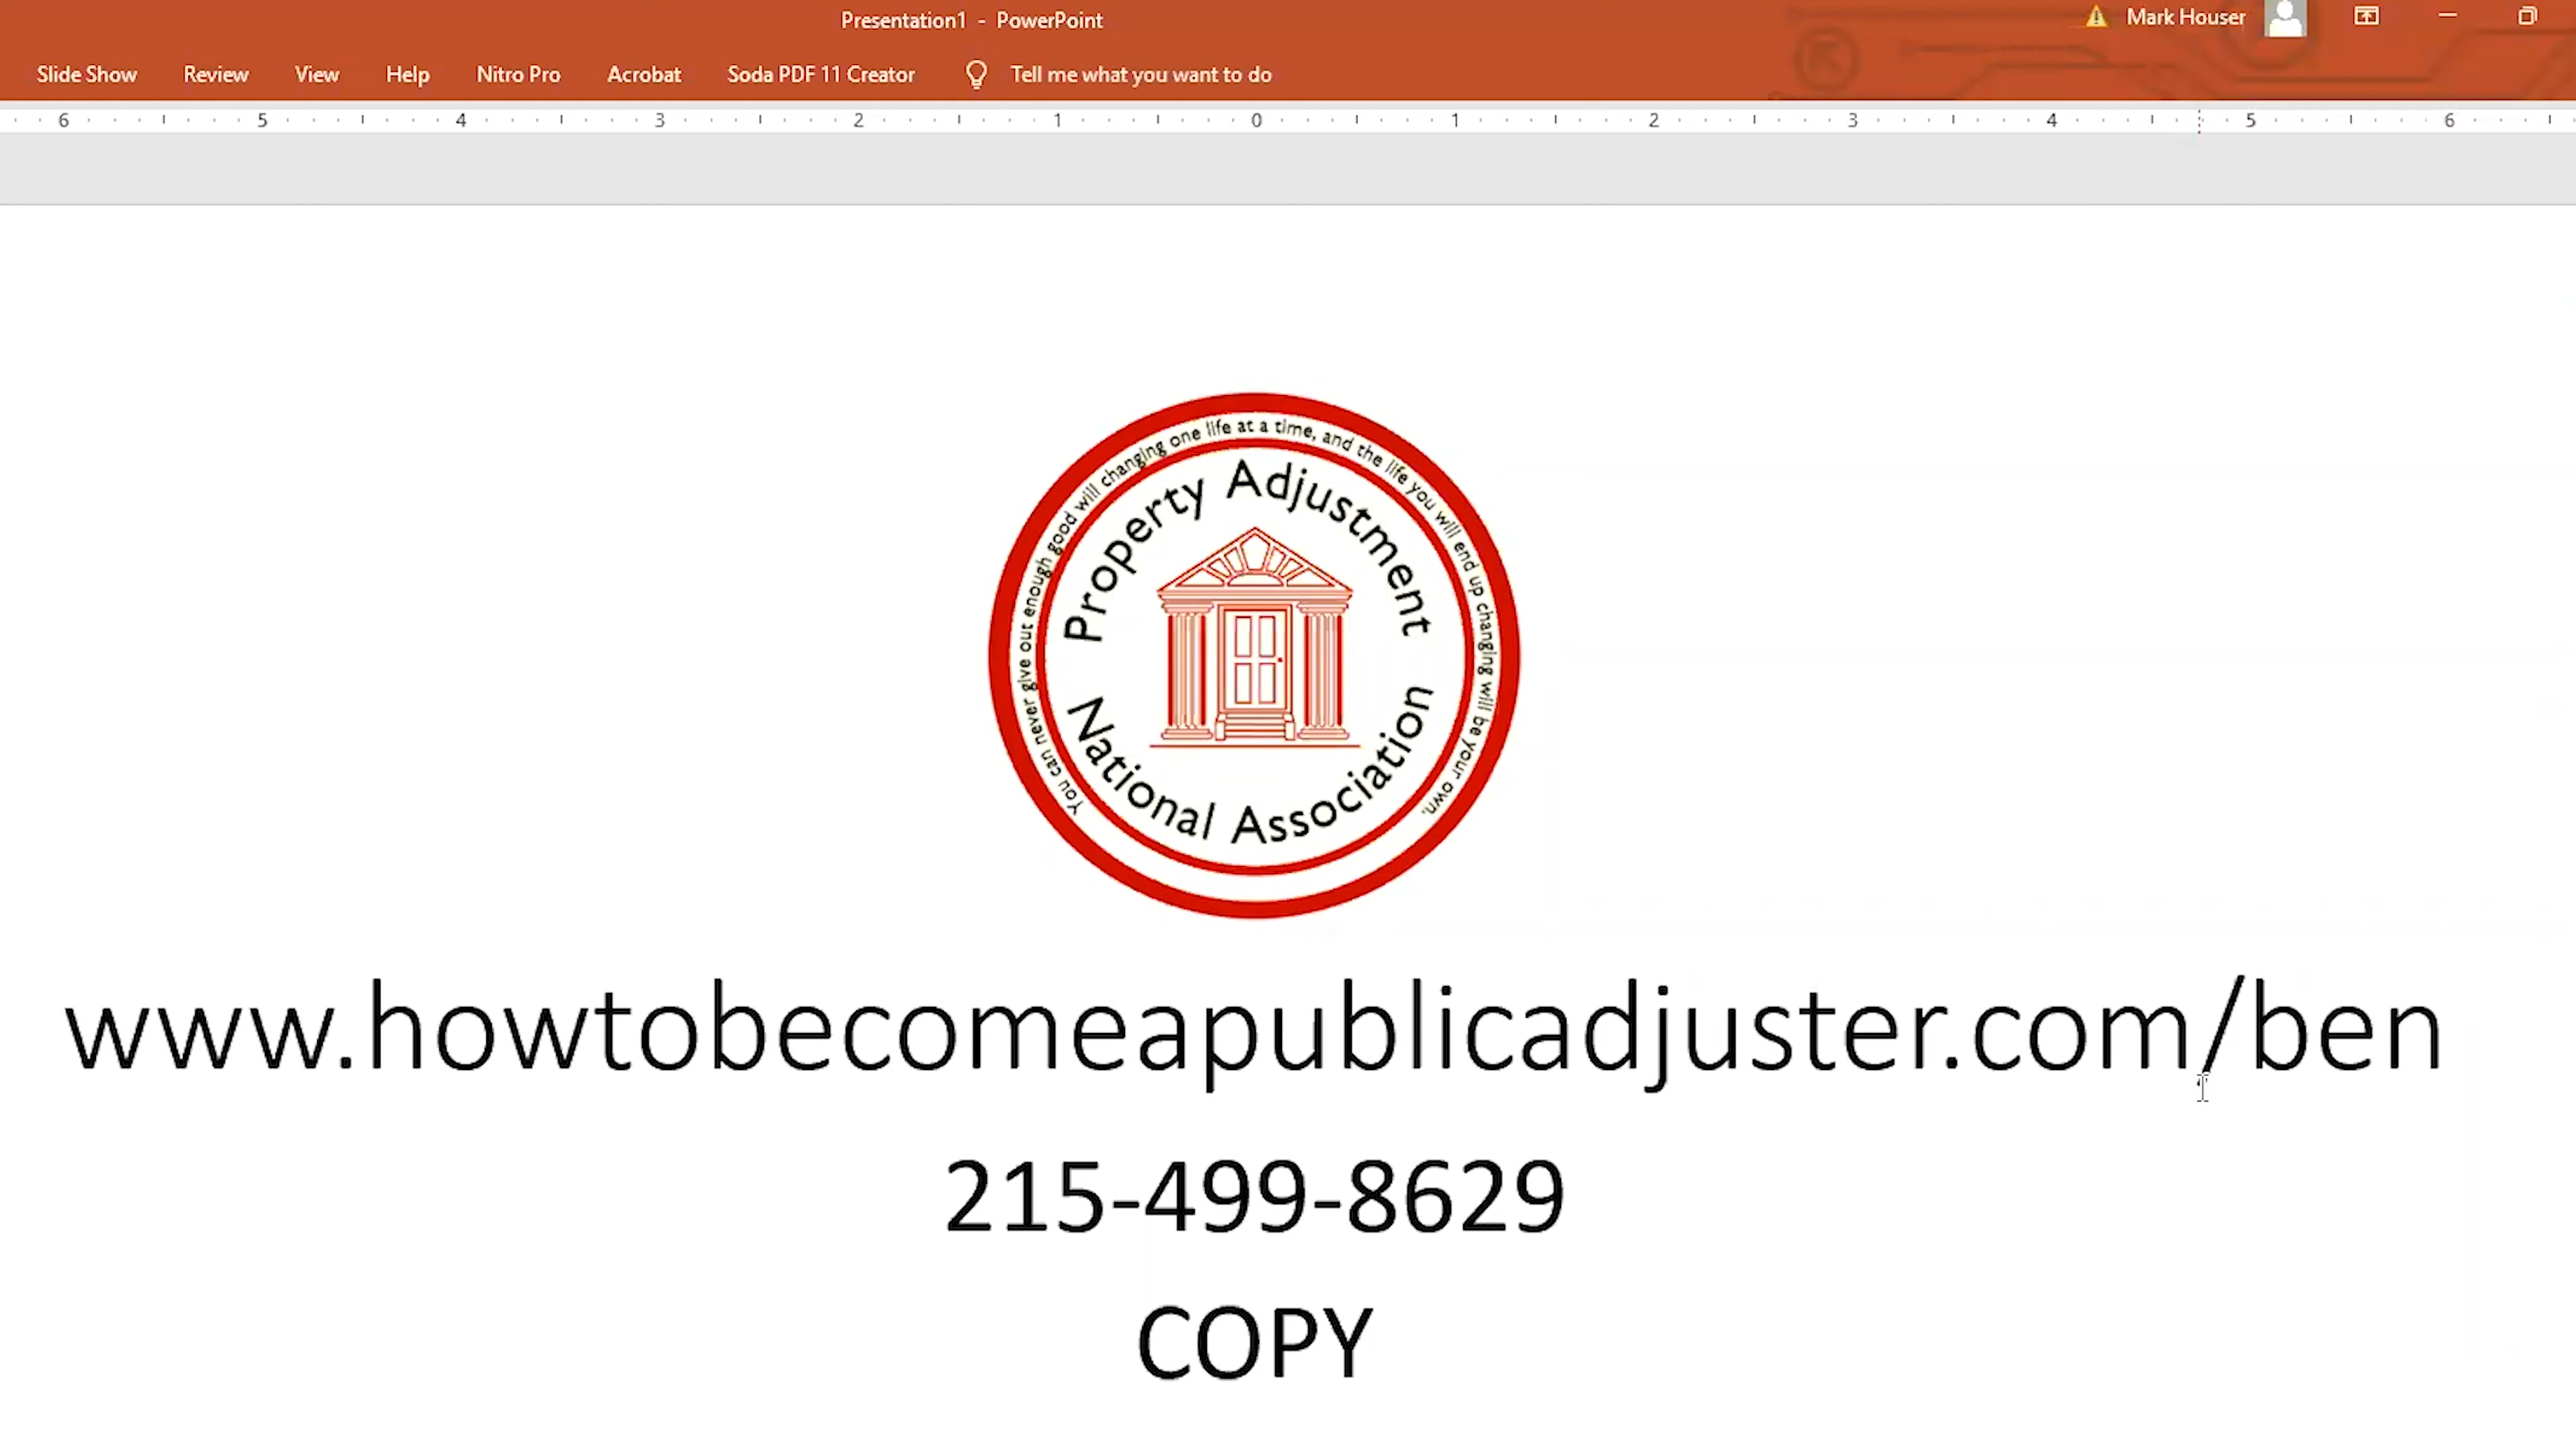 Presentation1 - PowerPoint
Mark Houser
Slide Show Review View Help Nitro Pro Acrobat Soda PDF 11 Creator Tell me what you want to do
6 5 4 3 2 1 0 1 2 3 4 5 6
You can never give out enough good will changing one life at a time, and the life you will end up changing will be your own.
Property Adjustment
National Association
www.howtobecomeapublicadjuster.com/ben
215-499-8629
COPY